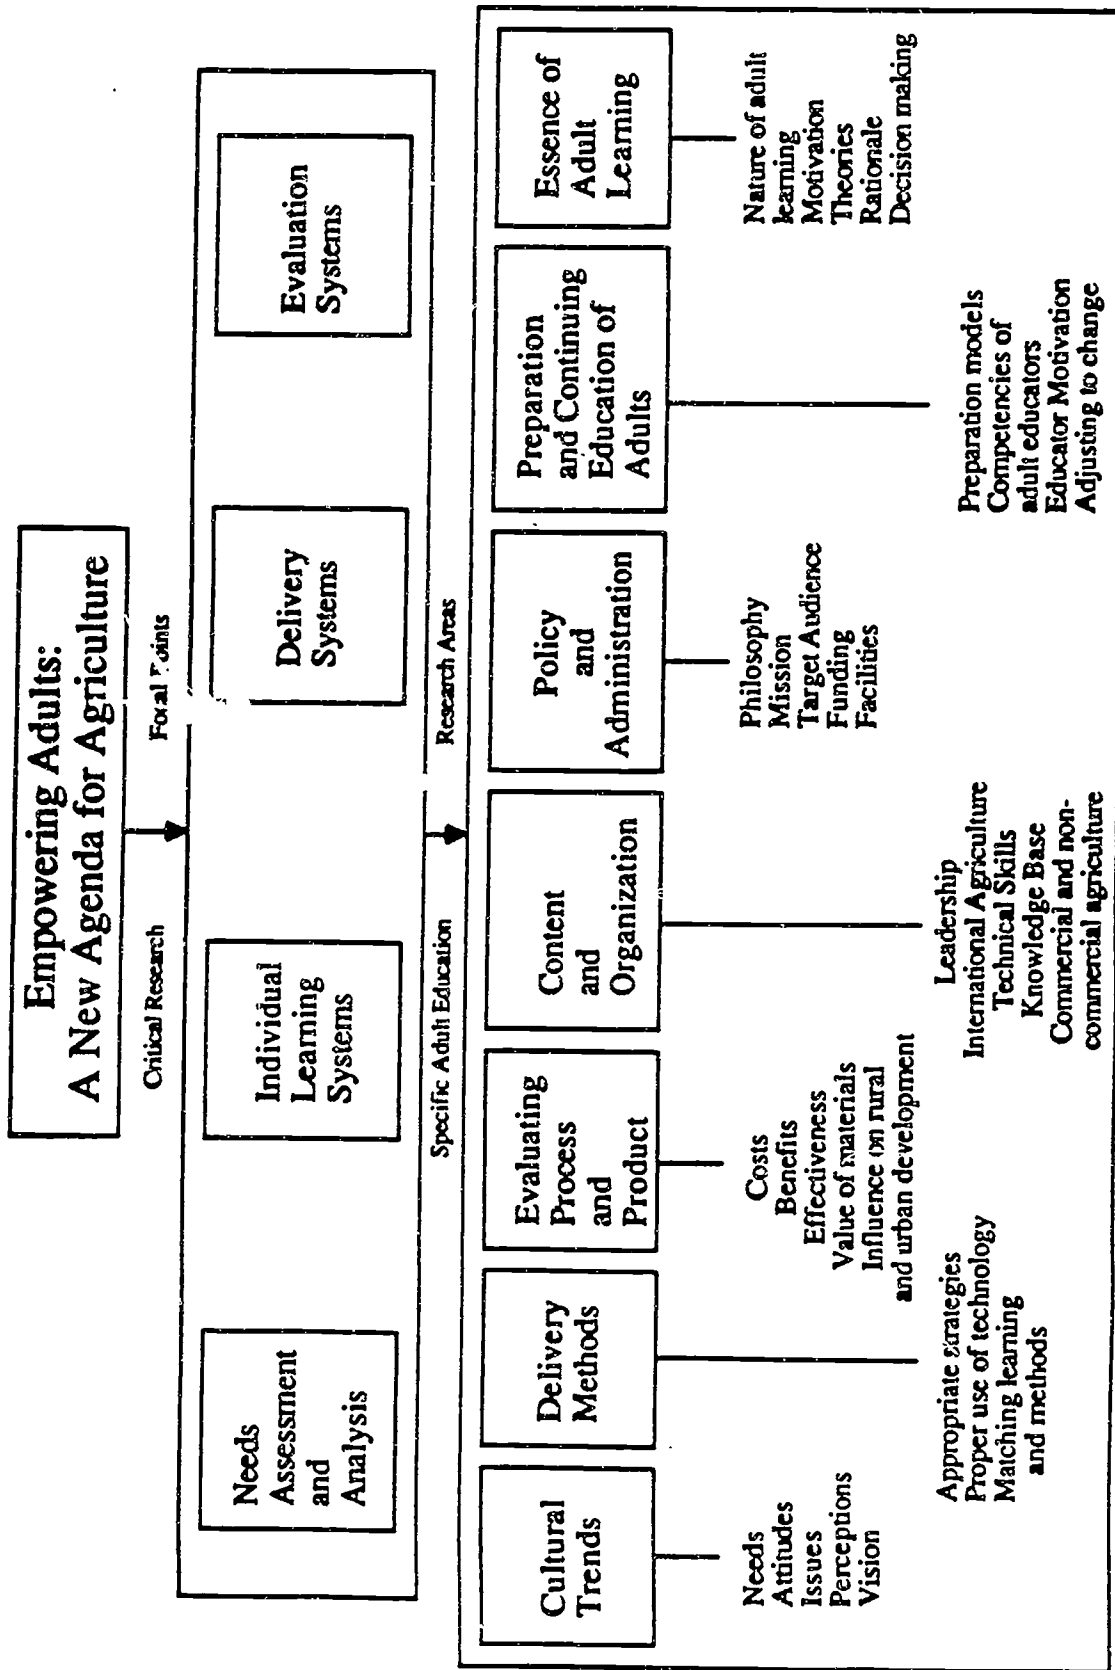 Empowering Adults:
A New Agenda for Agriculture
Critical Research
Focal Points
Needs
Assessment
and
Analysis
Individual
Learning
Systems
Delivery
Systems
Evaluation
Systems
Specific Adult Education
Research Areas
Cultural
Trends
Needs
Attitudes
Issues
Perceptions
Vision
Delivery
Methods
Appropriate strategies
Proper use of technology
Matching learning
and methods
Evaluating
Process
and
Product
Costs
Benefits
Effectiveness
Value of materials
Influence on rural
and urban development
Content
and
Organization
Leadership
International Agriculture
Technical Skills
Knowledge Base
Commercial and non-
commercial agriculture
Policy
and
Administration
Philosophy
Mission
Target Audience
Funding
Facilities
Preparation
and Continuing
Education of
Adults
Preparation models
Competencies of
adult educators
Educator Motivation
Adjusting to change
Essence of
Adult
Learning
Nature of adult
learning
Motivation
Theories
Rationale
Decision making